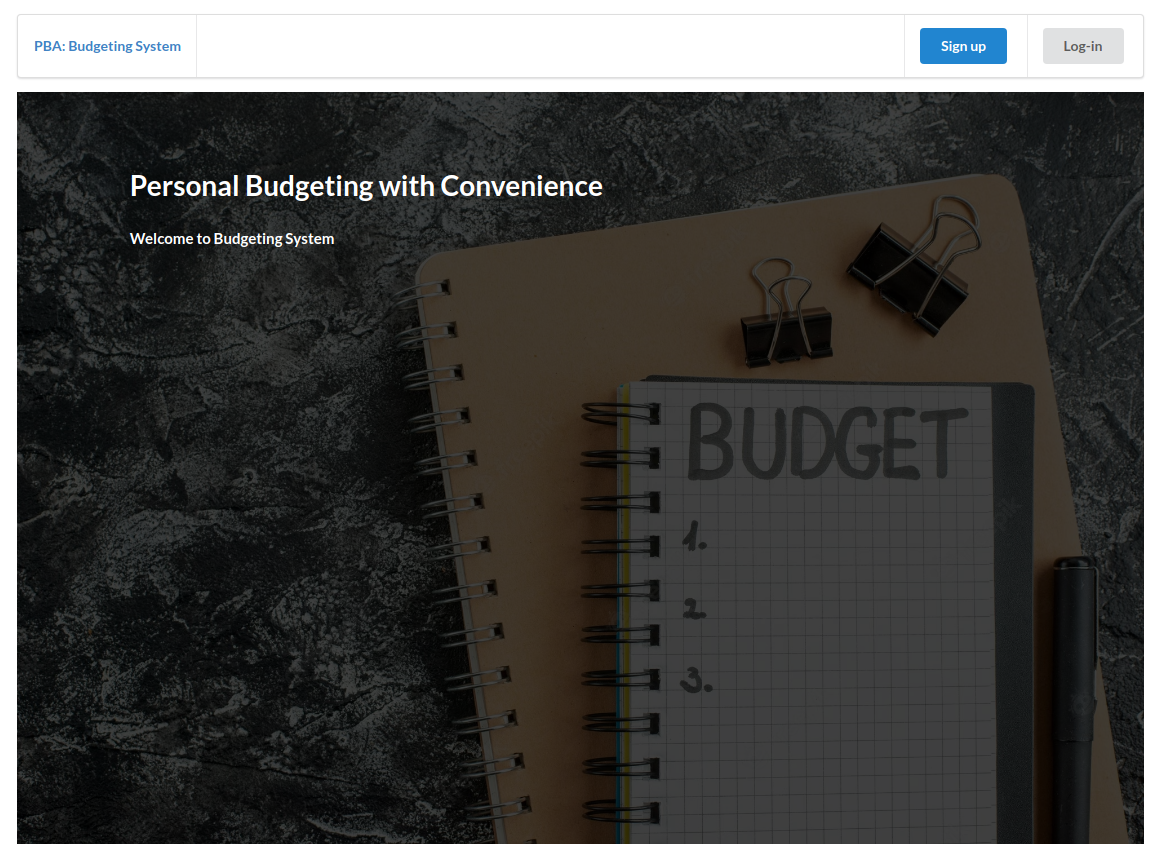 PBA: Budgeting System
Sign up
Log-in
Personal Budgeting with Convenience
Welcome to Budgeting System
BUDGET
1.
2.
3.